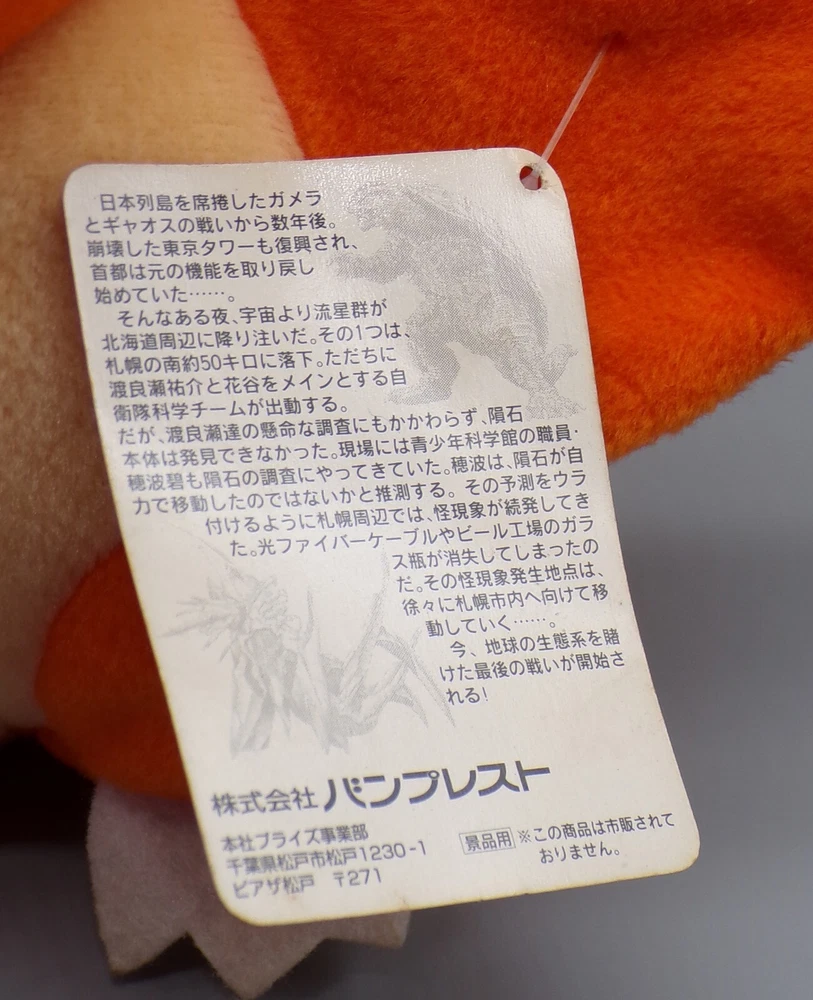 日本列島を席捲したガメラ
とギャオスの戦いから数年後。
崩壊した東京タワーも復興され、
首都は元の機能を取り戻し
始めていた……。
そんなある夜、宇宙より流星群が
北海道周辺に降り注いだ。その1つは、
札幌の南約50キロに落下。ただちに
渡良瀬祐介と花谷をメインとする自
衛隊科学チームが出動する。
だが、渡良瀬達の懸命な調査にもかかわらず、隕石
本体は発見できなかった。現場には青少年科学館の職員・
穂波碧も隕石の調査にやってきていた。穂波は、隕石が自
力で移動したのではないかと推測する。その予測をウラ
付けるように札幌周辺では、怪現象が続発してき
た。光ファイバーケーブルやビール工場のガラ
ス瓶が消失してしまったの
だ。その怪現象発生地点は、
徐々に札幌市内へ向けて移
動していく……。
今、地球の生態系を賭
けた最後の戦いが開始さ
れる!
株式会社 バンプレスト
本社プライズ事業部
千葉県松戸市松戸1230-1
ピアザ松戸 〒271
景品用 ※この商品は市販されて
おりません。